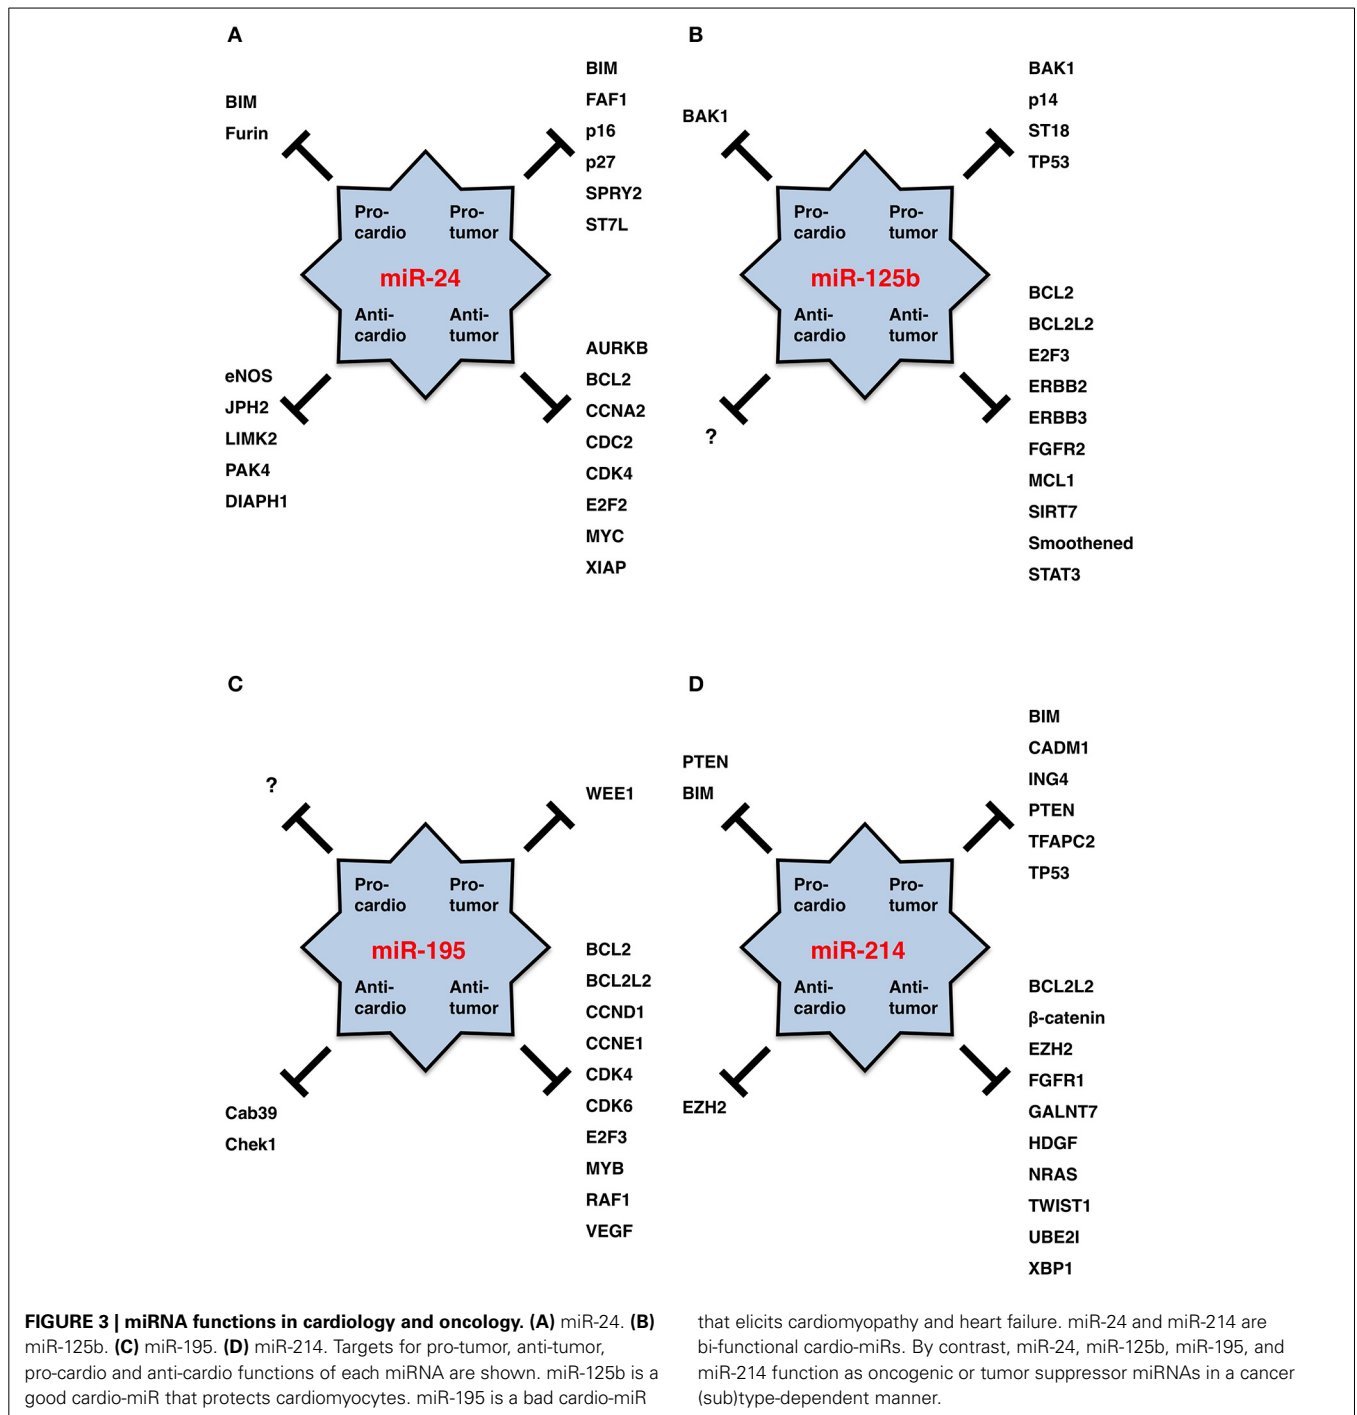 A
BIM
Furin
BIM
FAF1
p16
p27
SPRY2
ST7L
Pro-
cardio
Pro-
tumor
miR-24
Anti-
cardio
Anti-
tumor
eNOS
JPH2
LIMK2
PAK4
DIAPH1
AURKB
BCL2
CCNA2
CDC2
CDK4
E2F2
MYC
XIAP
B
BAK1
BAK1
p14
ST18
TP53
Pro-
cardio
Pro-
tumor
miR-125b
Anti-
cardio
Anti-
tumor
?
BCL2
BCL2L2
E2F3
ERBB2
ERBB3
FGFR2
MCL1
SIRT7
Smoothened
STAT3
C
?
WEE1
Pro-
cardio
Pro-
tumor
miR-195
Anti-
cardio
Anti-
tumor
Cab39
Chek1
BCL2
BCL2L2
CCND1
CCNE1
CDK4
CDK6
E2F3
MYB
RAF1
VEGF
D
PTEN
BIM
BIM
CADM1
ING4
PTEN
TFAPC2
TP53
Pro-
cardio
Pro-
tumor
miR-214
Anti-
cardio
Anti-
tumor
EZH2
BCL2L2
β-catenin
EZH2
FGFR1
GALNT7
HDGF
NRAS
TWIST1
UBE2I
XBP1
FIGURE 3 | miRNA functions in cardiology and oncology. (A) miR-24. (B)
miR-125b. (C) miR-195. (D) miR-214. Targets for pro-tumor, anti-tumor,
pro-cardio and anti-cardio functions of each miRNA are shown. miR-125b is a
good cardio-miR that protects cardiomyocytes. miR-195 is a bad cardio-miR
that elicits cardiomyopathy and heart failure. miR-24 and miR-214 are
bi-functional cardio-miRs. By contrast, miR-24, miR-125b, miR-195, and
miR-214 function as oncogenic or tumor suppressor miRNAs in a cancer
(sub)type-dependent manner.